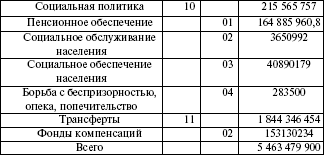 Социальная политика 10 215 565 757
Пенсионное обеспечение 01 164 885 960,8
Социальное обслуживание 02 3650992
населения
Социальное обеспечение 03 40890179
населения
Борьба с беспризорностью, 04 283500
опека, попечительство
Трансферты 11 1 844 346 454
Фонды компенсаций 02 153130234
Всего 5 463 479 900